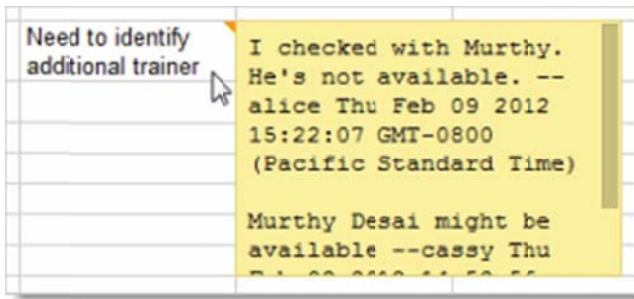 Need to identify
additional trainer
I checked with Murthy.
He's not available. --
alice Thu Feb 09 2012
15:22:07 GMT-0800
(Pacific Standard Time)
Murthy Desai might be
available --cassy Thu